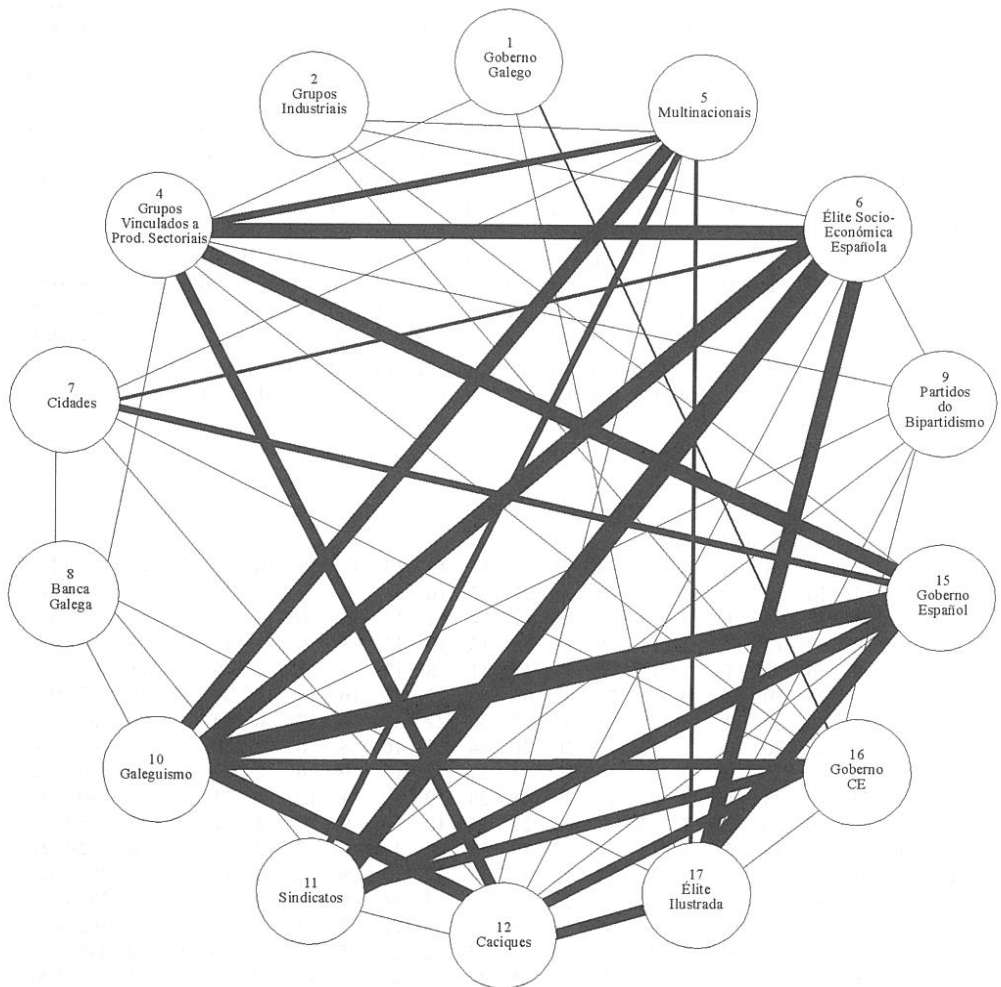 1
Goberno
Galego
2
Grupos
Industriais
5
Multinacionais
4
Grupos
Vinculados a
Prod. Sectoriais
6
Élite Socio-
Económica
Española
7
Cidades
9
Partidos
do
Bipartidismo
8
Banca
Galega
15
Goberno
Español
10
Galeguismo
16
Goberno
CE
11
Sindicatos
12
Caciques
17
Élite
Ilustrada